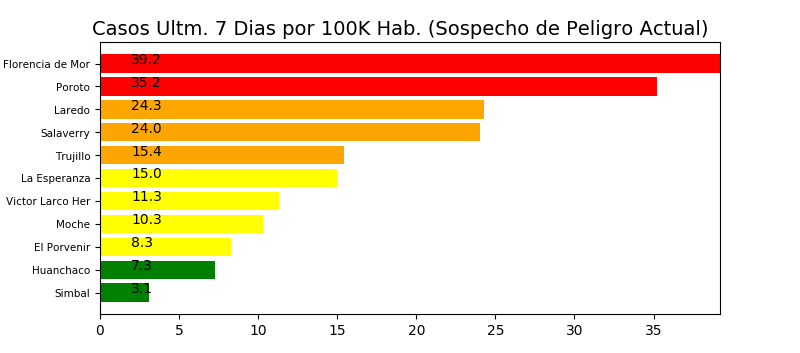 Casos Ultm. 7 Dias por 100K Hab. (Sospecho de Peligro Actual)
Florencia de Mor 39.2
Poroto 35.2
Laredo 24.3
Salaverry 24.0
Trujillo 15.4
La Esperanza 15.0
Victor Larco Her 11.3
Moche 10.3
El Porvenir 8.3
Huanchaco 7.3
Simbal 3.1
0 5 10 15 20 25 30 35